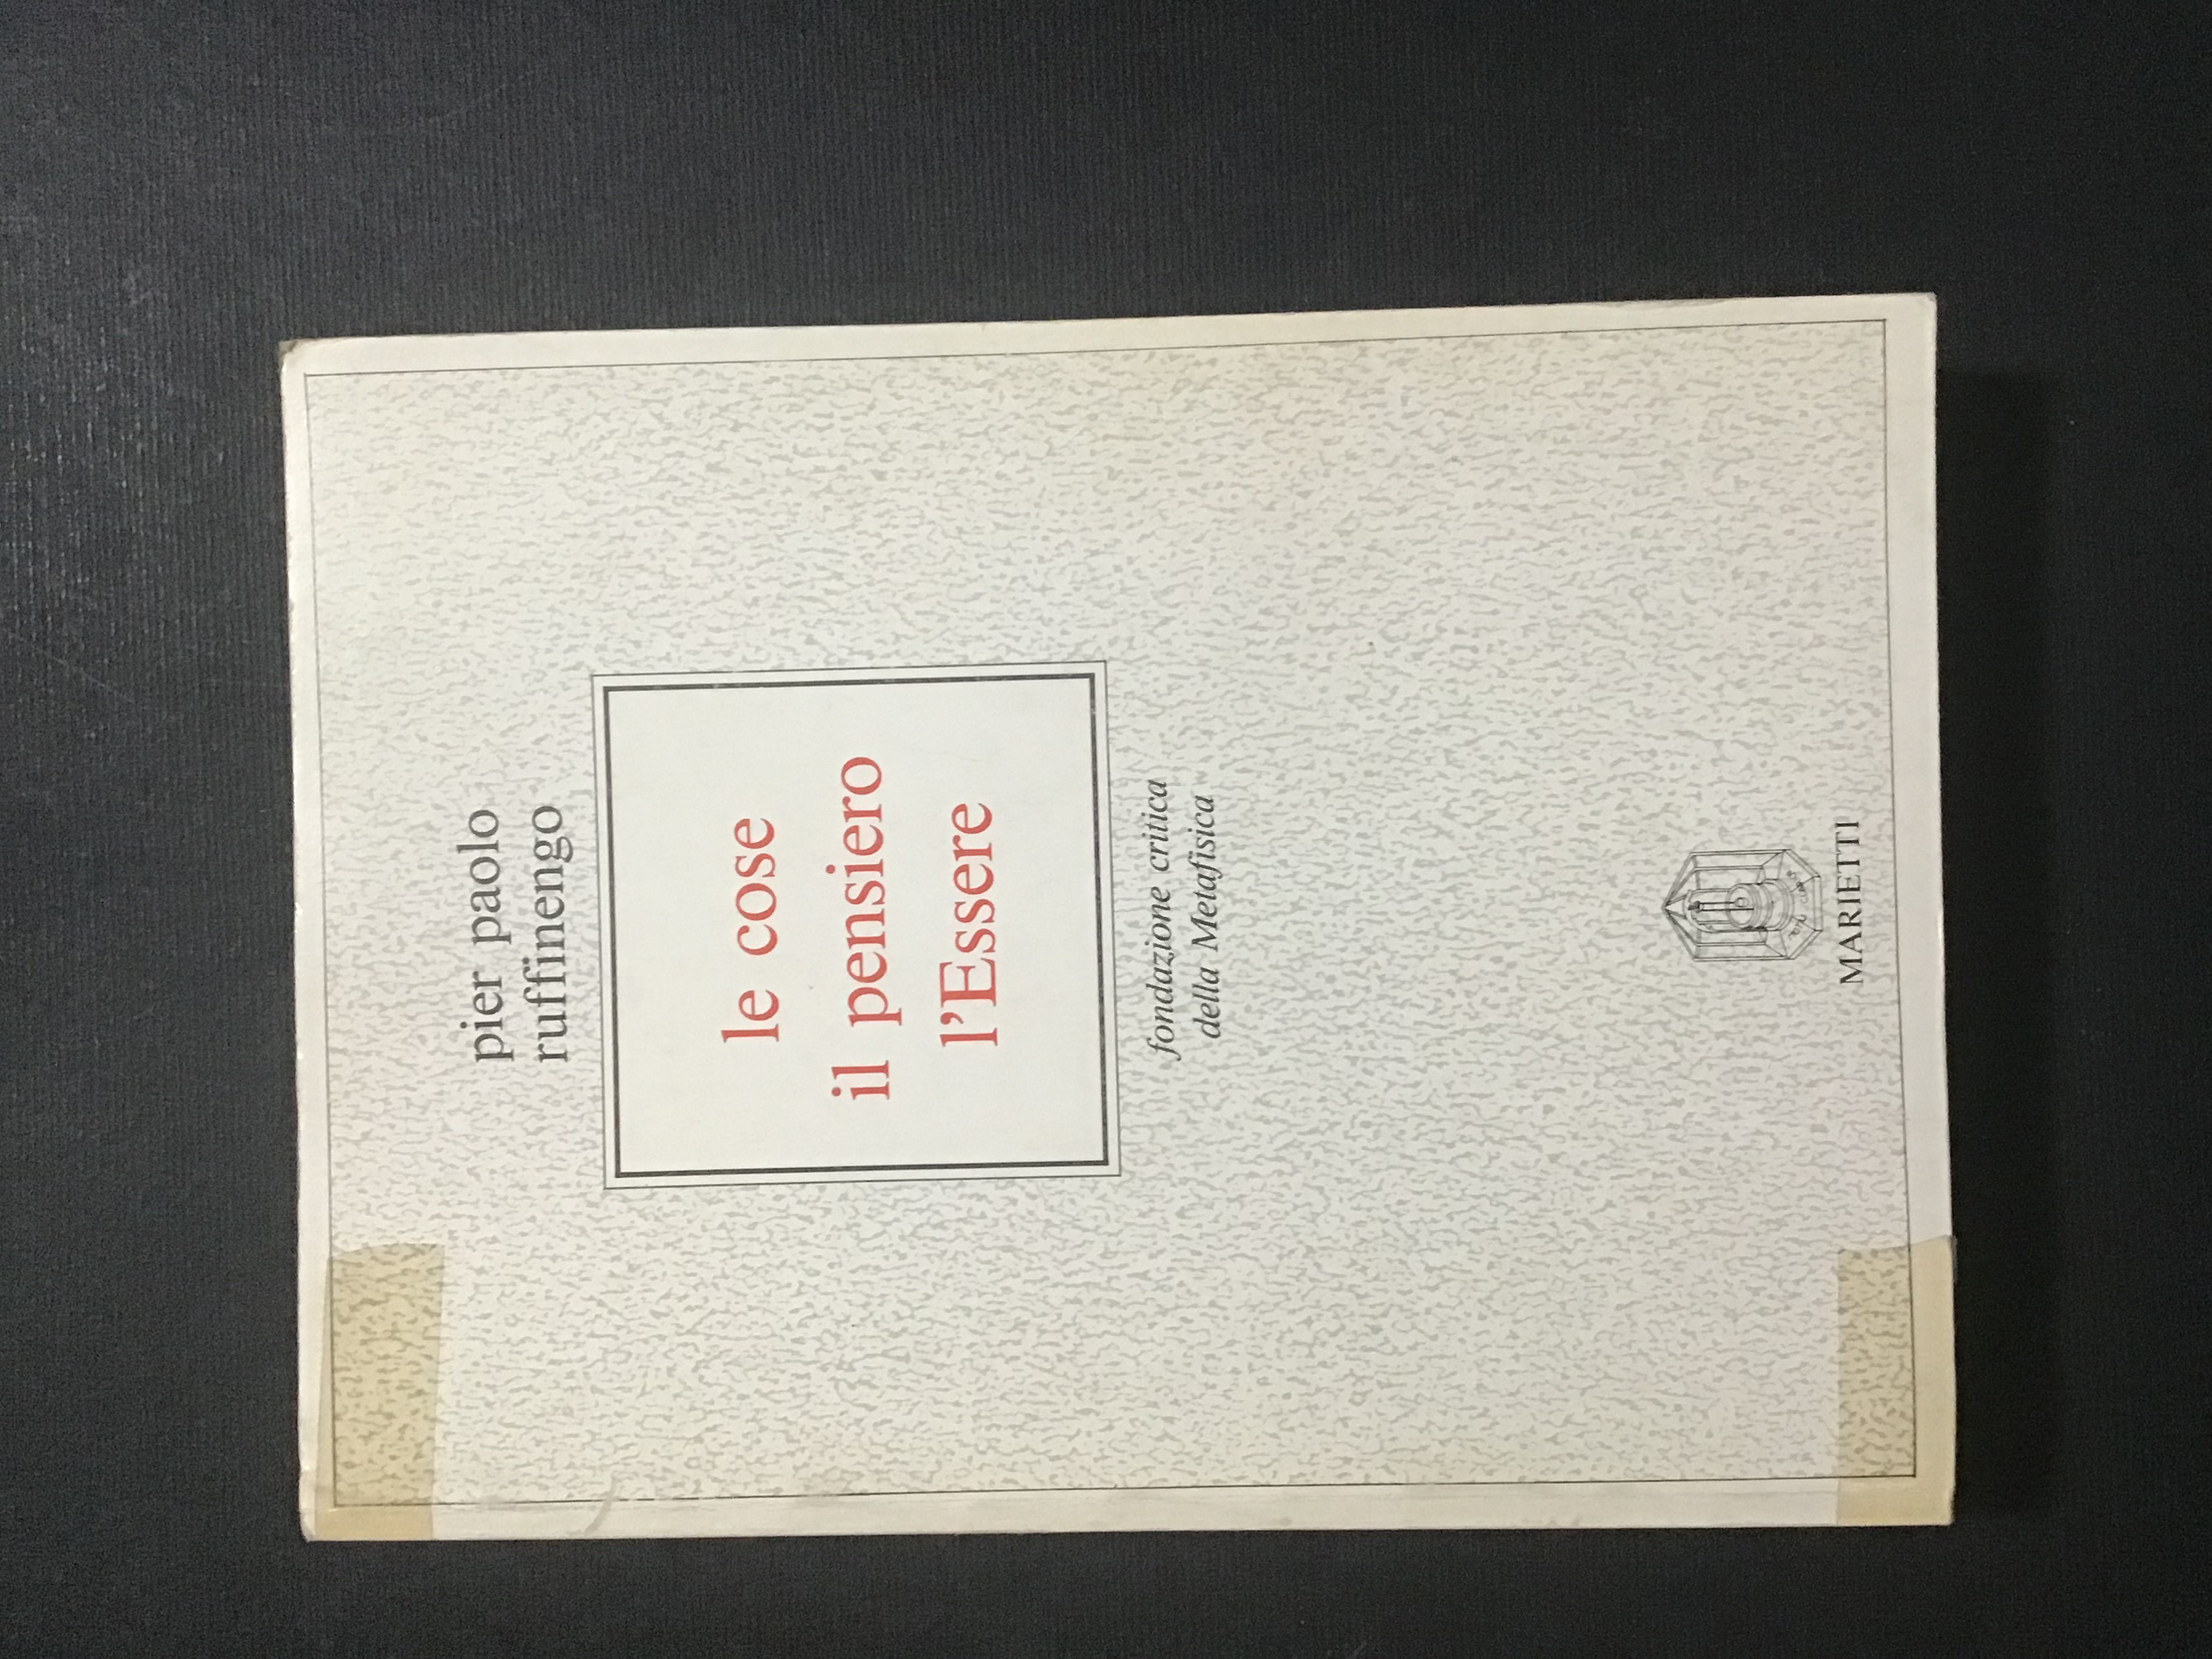 pier paolo
ruffinengo
le cose
il pensiero
l'Essere
fondazione critica
della Metafisica
MARIETTI